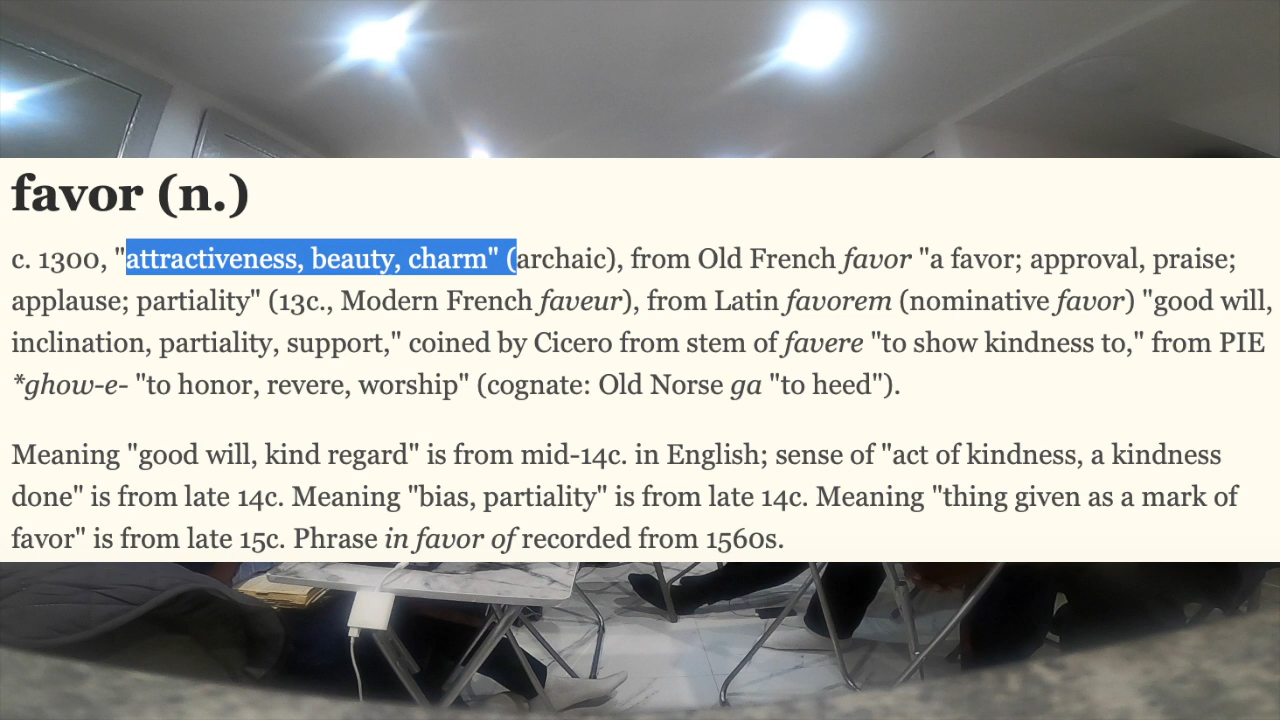 favor (n.)
c. 1300, "attractiveness, beauty, charm" (archaic), from Old French favor "a favor; approval, praise;
applause; partiality" (13c., Modern French faveur), from Latin favorem (nominative favor) "good will,
inclination, partiality, support," coined by Cicero from stem of favere "to show kindness to," from PIE
*ghow-e- "to honor, revere, worship" (cognate: Old Norse ga "to heed").
Meaning "good will, kind regard" is from mid-14c. in English; sense of "act of kindness, a kindness
done" is from late 14c. Meaning "bias, partiality" is from late 14c. Meaning "thing given as a mark of
favor" is from late 15c. Phrase in favor of recorded from 1560s.